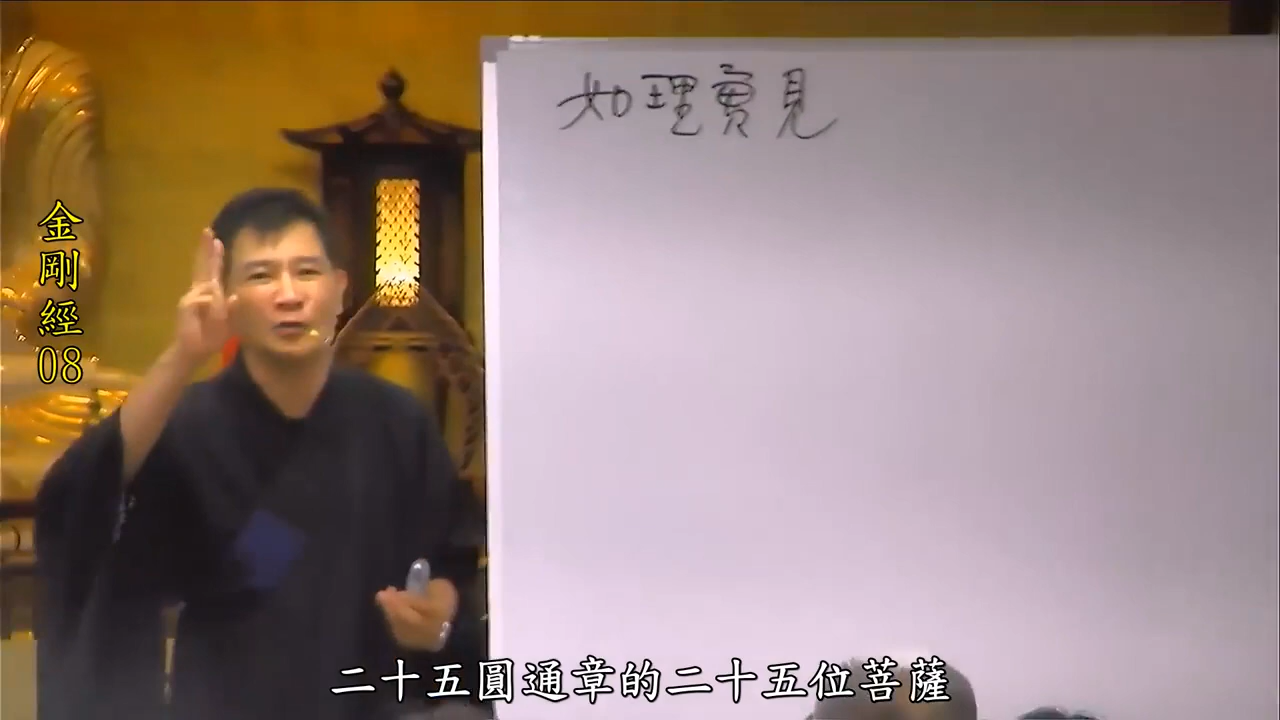 如理實見
金剛經08
二十五圓通章的二十五位菩薩